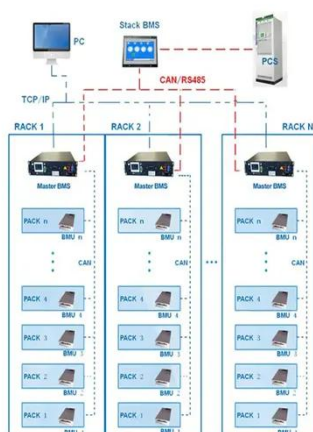 PC
Stack BMS
PCS
CAN/RS485
TCP/IP
RACK 1
RACK 2
RACK N
Master BMS
Master BMS
Master BMS
PACK n
BMU n
CAN
PACK 4
BMU 4
PACK 3
BMU 3
PACK 2
BMU 2
PACK 1
PACK n
BMU n
CAN
...
PACK 4
BMU 4
PACK 3
BMU 3
PACK 2
BMU 2
PACK 1
PACK n
BMU n
CAN
PACK 4
BMU 4
PACK 3
BMU 3
PACK 2
BMU 2
PACK 1